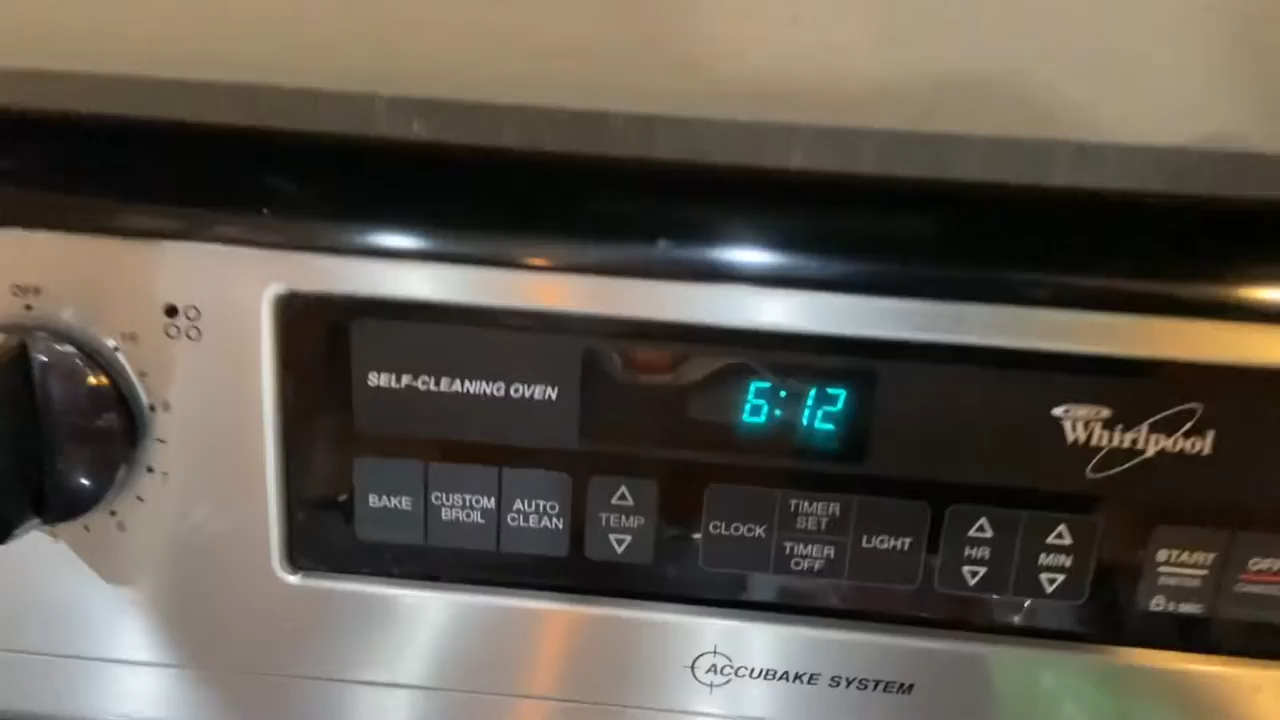 OFF
SELF-CLEANING OVEN
6:12
Whirlpool
BAKE
CUSTOM
BROIL
AUTO
CLEAN
TEMP
CLOCK
TIMER
SET
TIMER
OFF
LIGHT
HR
MIN
START
ACCUBAKE SYSTEM